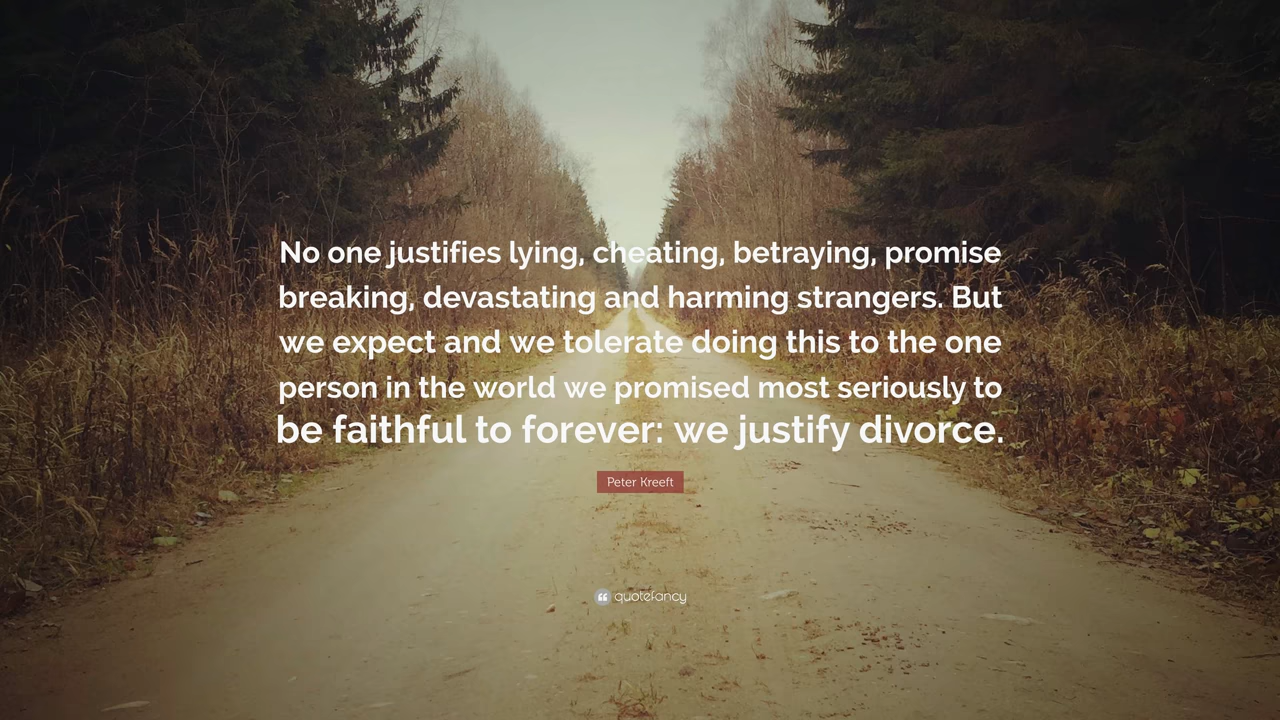 No one justifies lying, cheating, betraying, promise
breaking, devastating and harming strangers. But
we expect and we tolerate doing this to the one
person in the world we promised most seriously to
be faithful to forever: we justify divorce.
Peter Kreeft
quotefancy